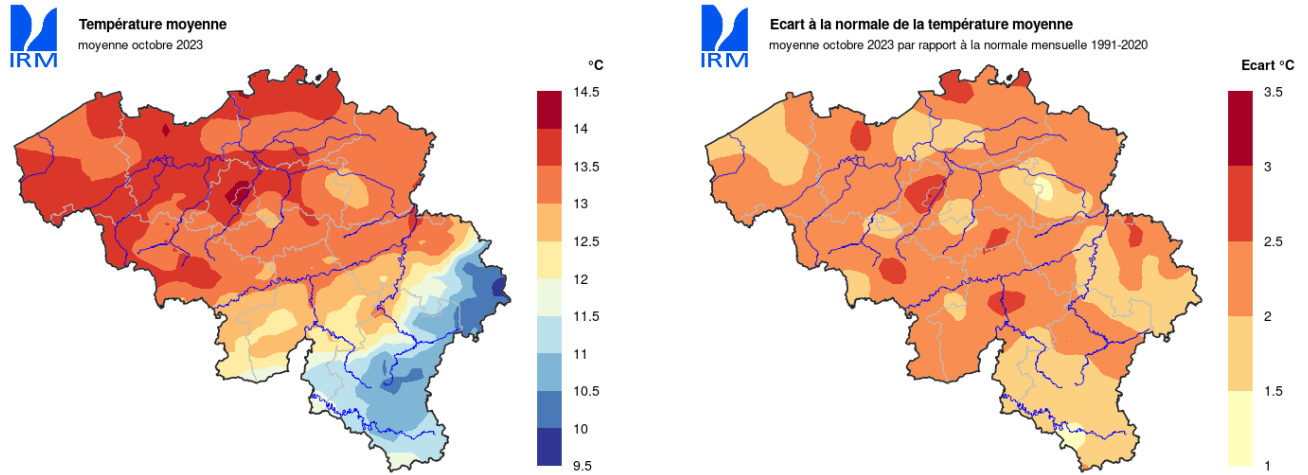 IRM
Température moyenne
moyenne octobre 2023
°C
14.5
14
13.5
13
12.5
12
11.5
11
10.5
10
9.5
IRM
Ecart à la normale de la température moyenne
moyenne octobre 2023 par rapport à la normale mensuelle 1991-2020
Ecart °C
3.5
3
2.5
2
1.5
1